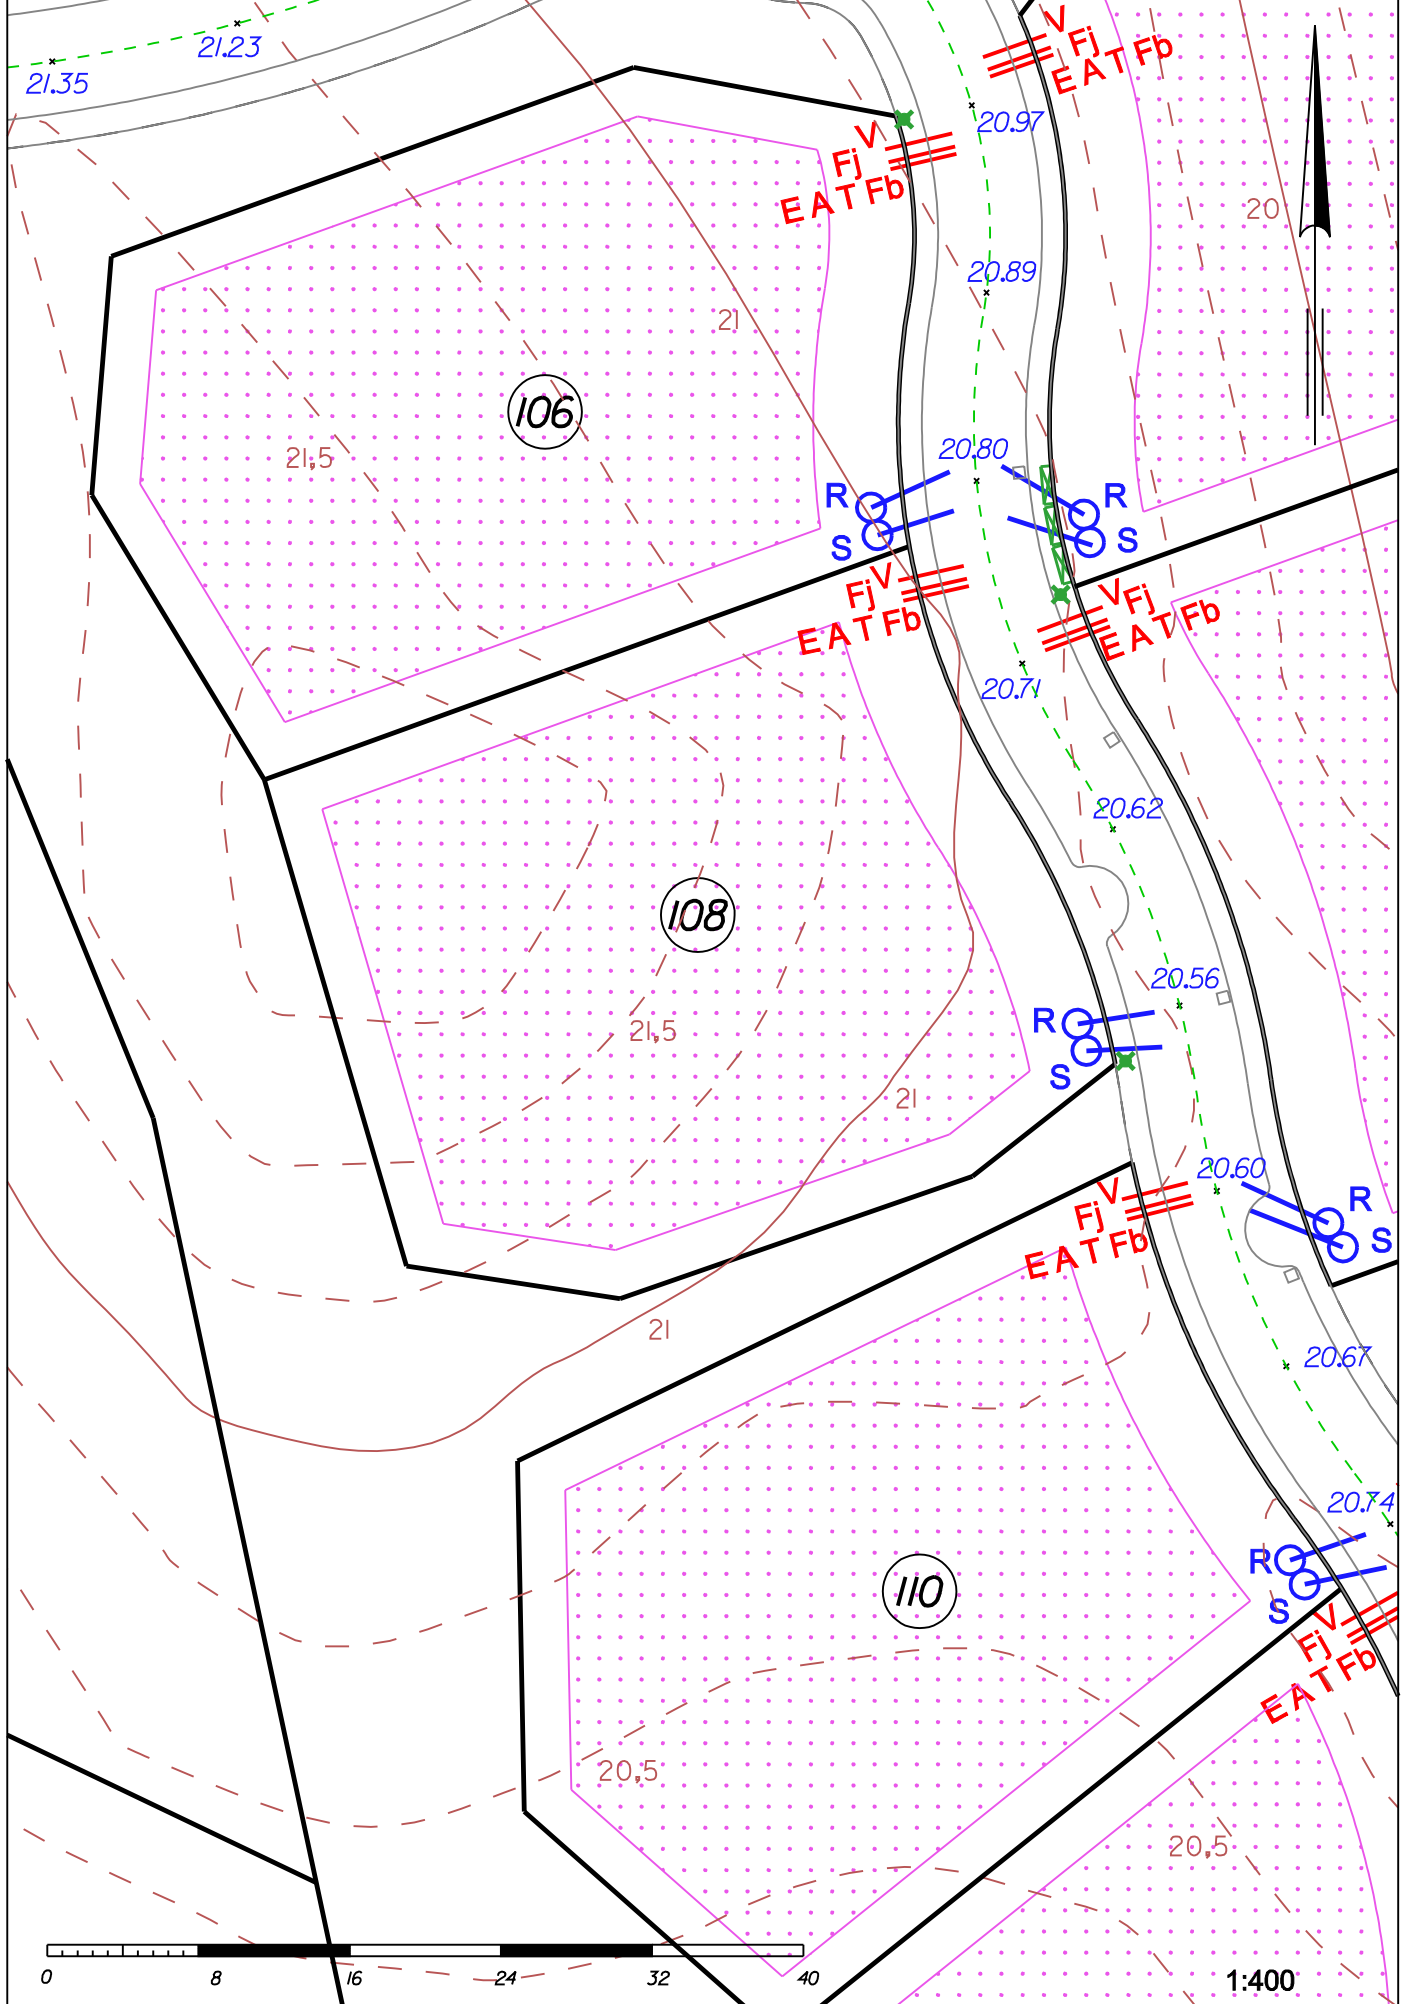 21.23
21.35
V
Fj
E A T Fb
20.97
V
Fj
E A T Fb
20
20.89
21
106
20.80
21,5
R
S
R
S
V
Fj
E A T Fb
V
Fj
E A T Fb
20.71
20.62
108
20.56
R
S
21,5
21
20.60
V
Fj
E A T Fb
R
S
21
20.67
20.74
R
S
110
V
Fj
E A T Fb
20,5
20,5
0 8 16 24 32 40
1:400